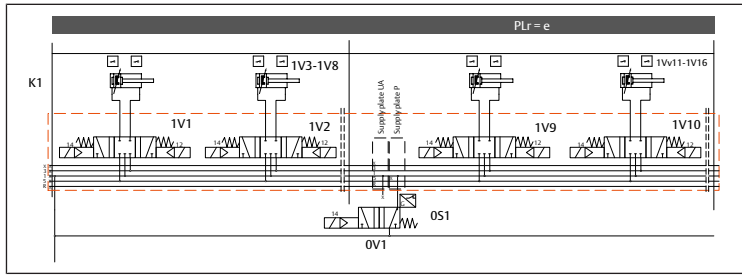 PLr = e
1V3-1V8
1Vv11-1V16
K1
Supply plate UA
Supply plate P
1V1
1V2
1V9
1V10
14
12
14
12
14
12
14
12
X
14
0S1
0V1